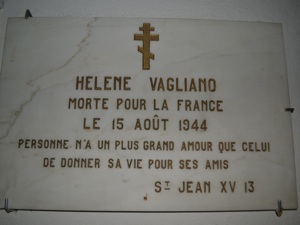 HELENE VAGLIANO
MORTE POUR LA FRANCE
LE 15 AOÛT 1944
PERSONNE N'A UN PLUS GRAND AMOUR QUE CELUI
DE DONNER SA VIE POUR SES AMIS
ST JEAN XV 13